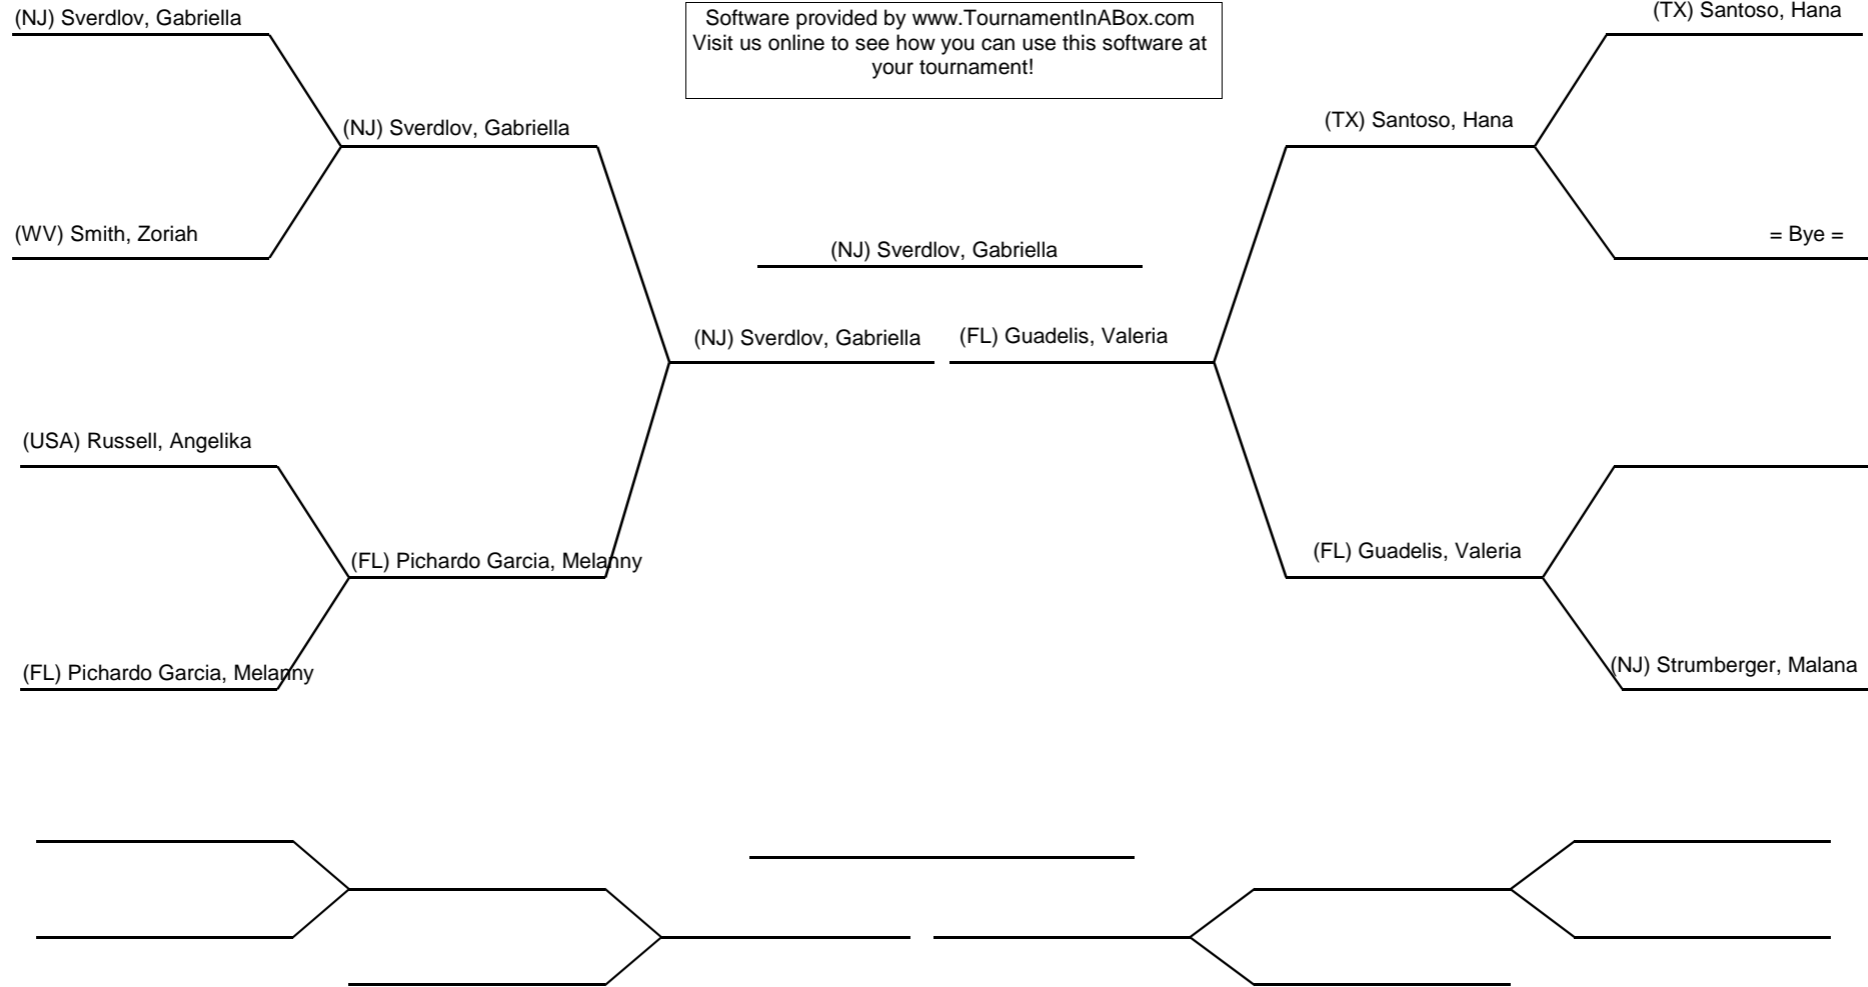 (NJ) Sverdlov, Gabriella
Software provided by www.TournamentInABox.com
Visit us online to see how you can use this software at
your tournament!
(TX) Santoso, Hana
(NJ) Sverdlov, Gabriella
(TX) Santoso, Hana
(WV) Smith, Zoriah
(NJ) Sverdlov, Gabriella
= Bye =
(NJ) Sverdlov, Gabriella
(FL) Guadelis, Valeria
(USA) Russell, Angelika
(FL) Pichardo Garcia, Melanny
(FL) Guadelis, Valeria
(FL) Pichardo Garcia, Melanny
(NJ) Strumberger, Malana